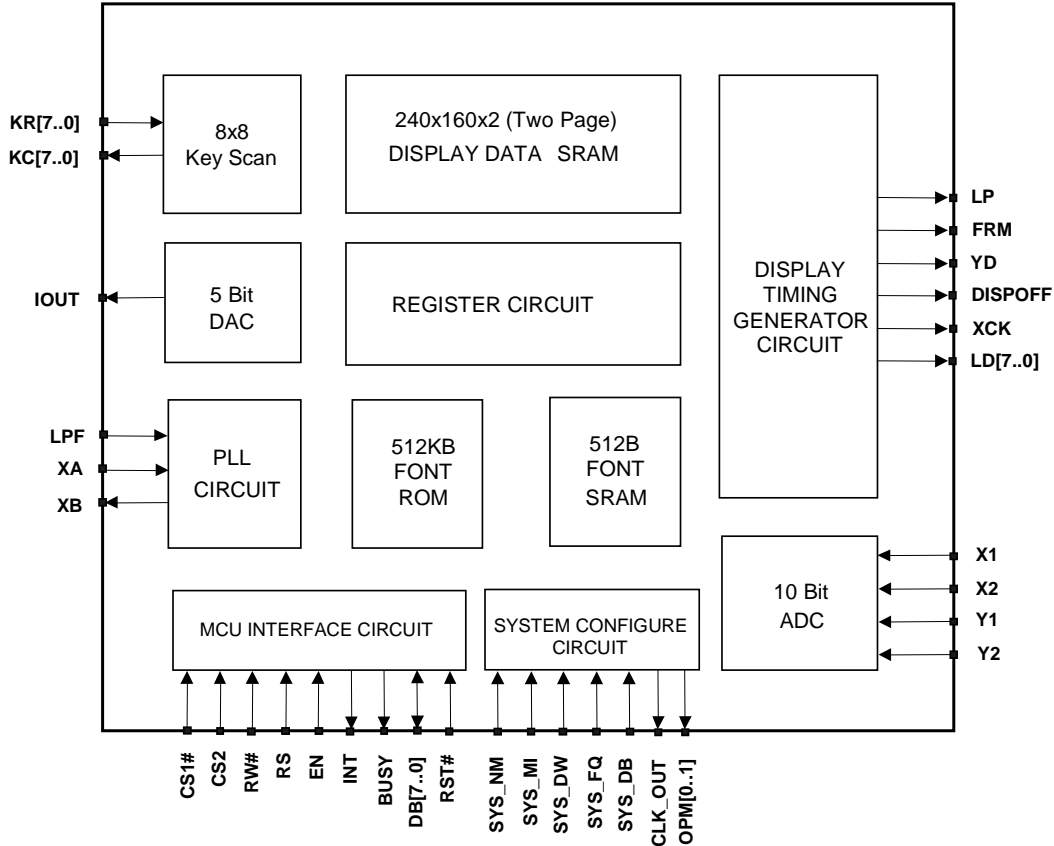 KR[7..0]
KC[7..0]
8x8
Key Scan
240x160x2 (Two Page)
DISPLAY DATA SRAM
DISPLAY
TIMING
GENERATOR
CIRCUIT
LP
FRM
YD
DISPOFF
XCK
LD[7..0]
IOUT
5 Bit
DAC
REGISTER CIRCUIT
LPF
XA
XB
PLL
CIRCUIT
512KB
FONT
ROM
512B
FONT
SRAM
10 Bit
ADC
X1
X2
Y1
Y2
MCU INTERFACE CIRCUIT
SYSTEM CONFIGURE
CIRCUIT
CS1#
CS2
RW#
RS
EN
INT
BUSY
DB[7..0]
RST#
SYS_NM
SYS_MI
SYS_DW
SYS_FQ
SYS_DB
CLK_OUT
OPM[0..1]